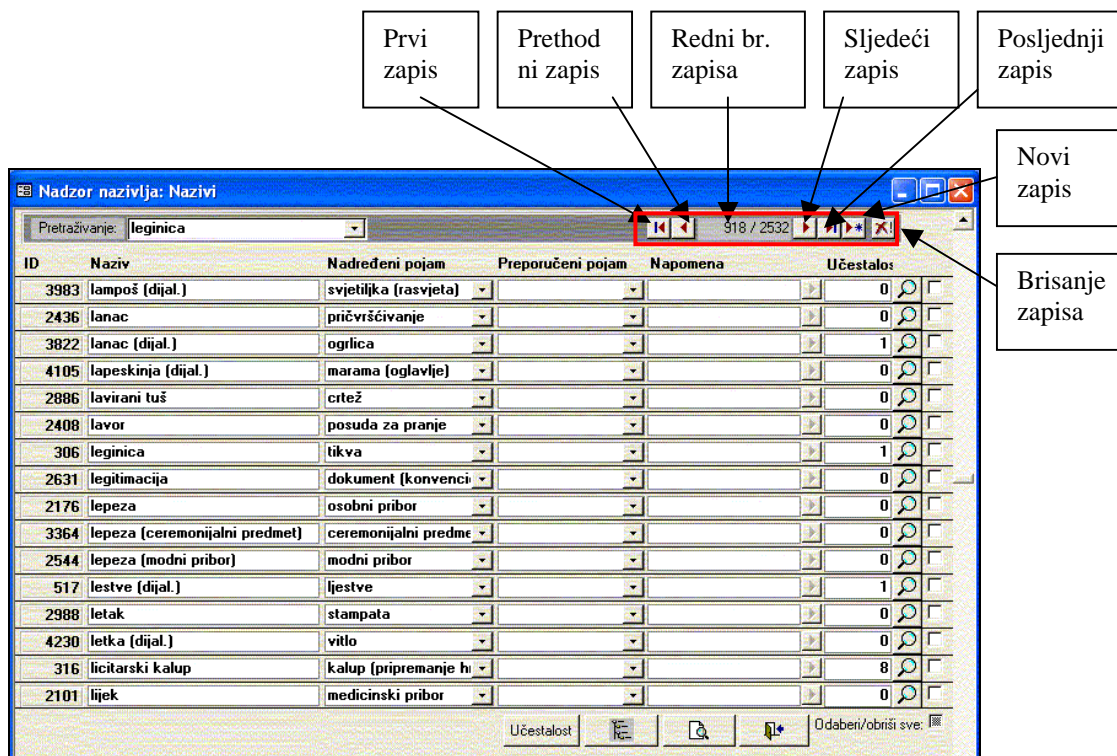 Prvi
zapis
Prethod
ni zapis
Redni br.
zapisa
Sljedeći
zapis
Posljednji
zapis
Novi
zapis
Brisanje
zapisa
Nadzor nazivlja: Nazivi
Pretraživanje: leginica 918 / 2532
ID Naziv Nadređeni pojam Preporučeni pojam Napomena Učestalos
3983 lampoš (dijal.) svjetiljka (rasvjeta) 0
2436 lanac pričvršćivanje 0
3822 lanac (dijal.) ogrlica 1
4105 lapeskinja (dijal.) marama (oglavlje) 0
2886 lavirani tuš crtež 0
2408 lavor posuda za pranje 0
306 leginica tikva 1
2631 legitimacija dokument (konvenci 0
2176 lepeza osobni pribor 0
3364 lepeza (ceremonijalni predmet) ceremonijalni predme 0
2544 lepeza (modni pribor) modni pribor 0
517 lestve (dijal.) ljestve 1
2988 letak stampata 0
4230 letka (dijal.) vitlo 0
316 licitarski kalup kalup (pripremanje h 8
2101 lijek medicinski pribor 0
Učestalost Odaberi/obriši sve: